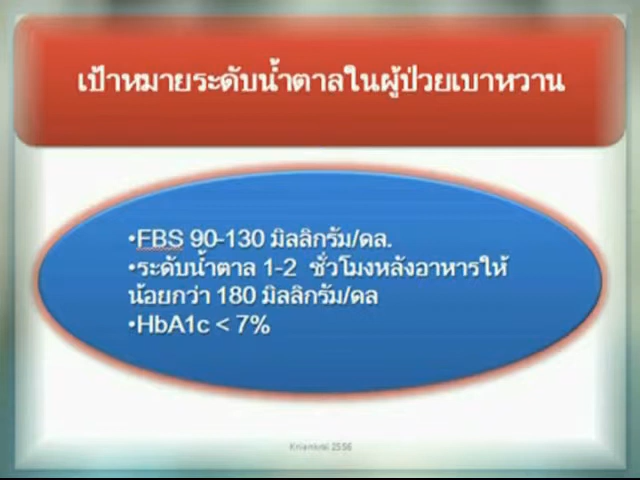 เป้าหมายระดับน้ำตาลในผู้ป่วยเบาหวาน
•FBS 90-130 มิลลิกรัม/ดล.
•ระดับน้ำตาล 1-2 ชั่วโมงหลังอาหารให้
น้อยกว่า 180 มิลลิกรัม/ดล
•HbA1c < 7%
2556